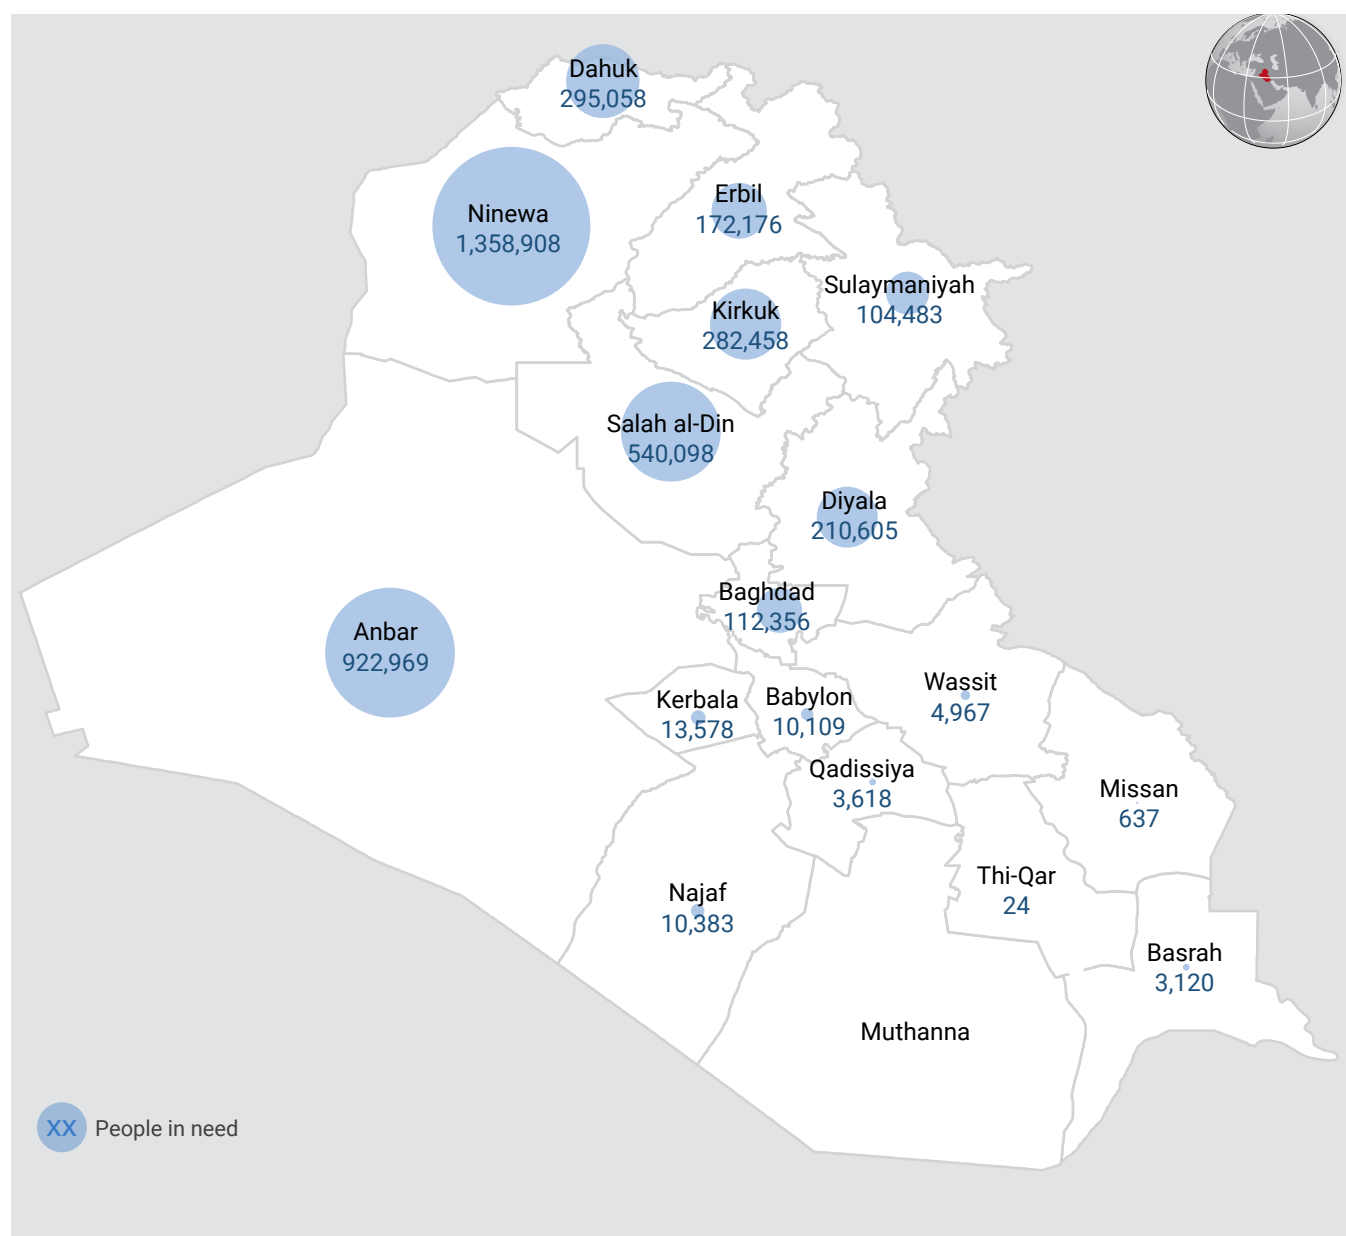 Dahuk
295,058
Ninewa
1,358,908
Erbil
172,176
Sulaymaniyah
104,483
Kirkuk
282,458
Salah al-Din
540,098
Diyala
210,605
Baghdad
112,356
Anbar
922,969
Wassit
4,967
Kerbala
13,578
Babylon
10,109
Qadissiya
3,618
Missan
637
Thi-Qar
24
Najaf
10,383
Basrah
3,120
Muthanna
XX People in need